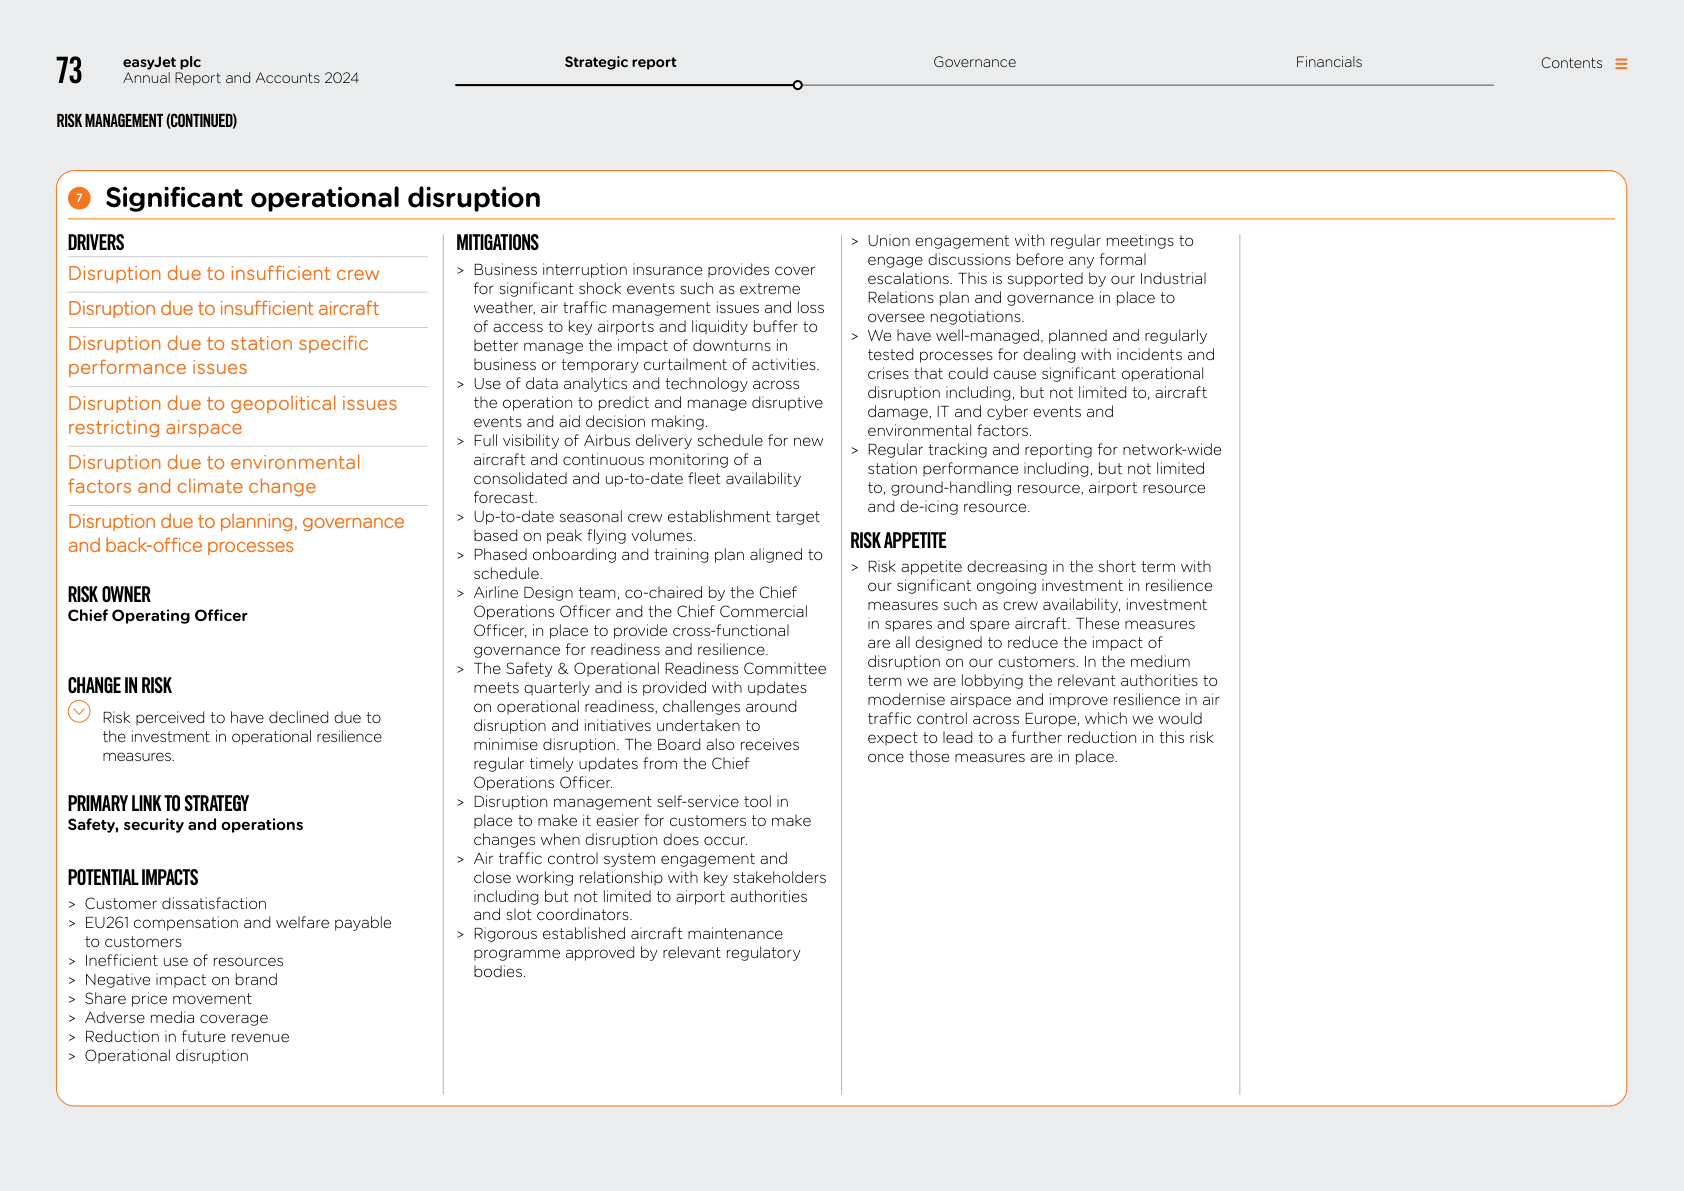 73
easyJet plc
Annual Report and Accounts 2024
Strategic report
Governance
Financials
Contents
RISK MANAGEMENT (CONTINUED)
7
Significant operational disruption
DRIVERS
Disruption due to insufficient crew
Disruption due to insufficient aircraft
Disruption due to station specific
performance issues
Disruption due to geopolitical issues
restricting airspace
Disruption due to environmental
factors and climate change
Disruption due to planning, governance
and back-office processes
RISK OWNER
Chief Operating Officer
CHANGE IN RISK
Risk perceived to have declined due to
the investment in operational resilience
measures.
PRIMARY LINK TO STRATEGY
Safety, security and operations
POTENTIAL IMPACTS
> Customer dissatisfaction
> EU261 compensation and welfare payable
to customers
> Inefficient use of resources
> Negative impact on brand
> Share price movement
> Adverse media coverage
> Reduction in future revenue
> Operational disruption
MITIGATIONS
> Business interruption insurance provides cover
for significant shock events such as extreme
weather, air traffic management issues and loss
of access to key airports and liquidity buffer to
better manage the impact of downturns in
business or temporary curtailment of activities.
> Use of data analytics and technology across
the operation to predict and manage disruptive
events and aid decision making.
> Full visibility of Airbus delivery schedule for new
aircraft and continuous monitoring of a
consolidated and up-to-date fleet availability
forecast.
> Up-to-date seasonal crew establishment target
based on peak flying volumes.
> Phased onboarding and training plan aligned to
schedule.
> Airline Design team, co-chaired by the Chief
Operations Officer and the Chief Commercial
Officer, in place to provide cross-functional
governance for readiness and resilience.
> The Safety & Operational Readiness Committee
meets quarterly and is provided with updates
on operational readiness, challenges around
disruption and initiatives undertaken to
minimise disruption. The Board also receives
regular timely updates from the Chief
Operations Officer.
> Disruption management self-service tool in
place to make it easier for customers to make
changes when disruption does occur.
> Air traffic control system engagement and
close working relationship with key stakeholders
including but not limited to airport authorities
and slot coordinators.
> Rigorous established aircraft maintenance
programme approved by relevant regulatory
bodies.
> Union engagement with regular meetings to
engage discussions before any formal
escalations. This is supported by our Industrial
Relations plan and governance in place to
oversee negotiations.
> We have well-managed, planned and regularly
tested processes for dealing with incidents and
crises that could cause significant operational
disruption including, but not limited to, aircraft
damage, IT and cyber events and
environmental factors.
> Regular tracking and reporting for network-wide
station performance including, but not limited
to, ground-handling resource, airport resource
and de-icing resource.
RISK APPETITE
> Risk appetite decreasing in the short term with
our significant ongoing investment in resilience
measures such as crew availability, investment
in spares and spare aircraft. These measures
are all designed to reduce the impact of
disruption on our customers. In the medium
term we are lobbying the relevant authorities to
modernise airspace and improve resilience in air
traffic control across Europe, which we would
expect to lead to a further reduction in this risk
once those measures are in place.